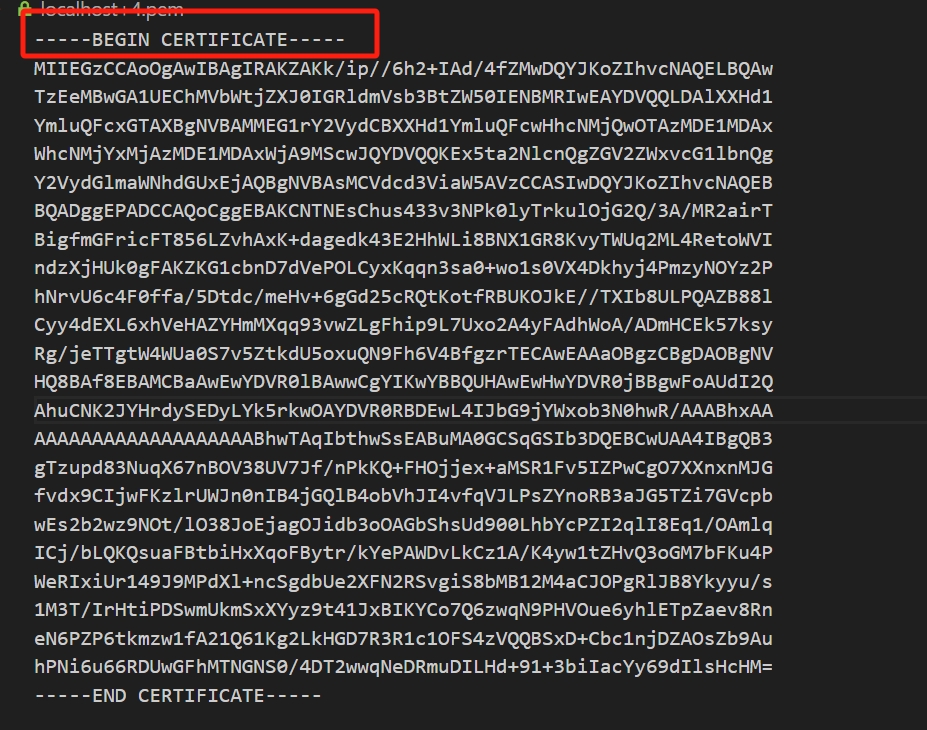 localhost+4.pem
-----BEGIN CERTIFICATE-----
MIIEGzCCAoOgAwIBAgIRAKZAKk/ip//6h2+IAd/4fZMwDQYJKoZIhvcNAQELBQAw
TzEeMBwGA1UEChMVbWtjZXJ0IGRldmVsb3BtZW50IENBMRIwEAYDVQQLDAlXXHd1
YmluQFcxGTAXBgNVBAMMEG1rY2VydCBXXHd1YmluQFcwHhcNMjQwOTAzMDE1MDAx
WhcNMjYxMjAzMDE1MDAxWjA9MScwJQYDVQQKEx5ta2NlcnQgZGV2ZWxvcG1lbnQg
Y2VydGlmaWNhdGUxEjAQBgNVBAsMCVdcd3ViaW5AVzCCASIwDQYJKoZIhvcNAQEB
BQADggEPADCCAQoCggEBAKCNTNEsChus433v3NPk0lyTrkulOjG2Q/3A/MR2airT
BigfmGFricFT856LZvhAxK+dagedk43E2HhWLi8BNX1GR8KvyTWUq2ML4RetoWVI
ndzXjHUk0gFAKZKG1cbnD7dVePOLCyxKqqn3sa0+wo1s0VX4Dkhyj4PmzyNOYz2P
hNrvU6c4F0ffa/5Dtdc/meHv+6gGd25cRQtKotfRBUKOJkE//TXIb8ULPQAZB88l
Cyy4dEXL6xhVeHAZYHmMXqq93vwZLgFhip9L7Uxo2A4yFAdhWoA/ADmHCEk57ksy
Rg/jeTTgtW4WUa0S7v5ZtkdU5oxuQN9Fh6V4BfgzrTECAwEAAaOBgzCBgDAOBgNV
HQ8BAf8EBAMCBaAwEwYDVR0lBAwwCgYIKwYBBQUHAwEwHwYDVR0jBBgwFoAUdI2Q
AhuCNK2JYHrdySEDyLYk5rkwOAYDVR0RBDEwL4IJbG9jYWxob3N0hwR/AAABhxAA
AAAAAAAAAAAAAAAAAAABhwTAqIbthwSsEABuMA0GCSqGSIb3DQEBCwUAA4IBgQB3
gTzupd83NuqX67nBOV38UV7Jf/nPkKQ+FHOjjex+aMSR1Fv5IZPwCgO7XXnxnMJG
fvdx9CIjwFKzlrUWJn0nIB4jGQlB4obVhJI4vfqVJLPsZYnoRB3aJG5TZi7GVcpb
wEs2b2wz9NOt/lO38JoEjagOJidb3oOAGbShsUd900LhbYcPZI2qlI8Eq1/OAmlq
ICj/bLQKQsuaFBtbiHxXqoFBytr/kYePAWDvLkCz1A/K4yw1tZHvQ3oGM7bFKu4P
WeRIxiUr149J9MPdXl+ncSgdbUe2XFN2RSvgiS8bMB12M4aCJOPgRlJB8Ykyyu/s
1M3T/IrHtiPDSwmUkmSxXYyz9t41JxBIKYCo7Q6zwqN9PHVOue6yhlETpZaev8Rn
eN6PZP6tkmzw1fA21Q61Kg2LkHGD7R3R1c1OFS4zVQQBSxD+Cbc1njDZAOsZb9Au
hPNi6u66RDUwGFhMTNGNS0/4DT2wwqNeDRmuDILHd+91+3biIacYy69dIlsHcHM=
-----END CERTIFICATE-----